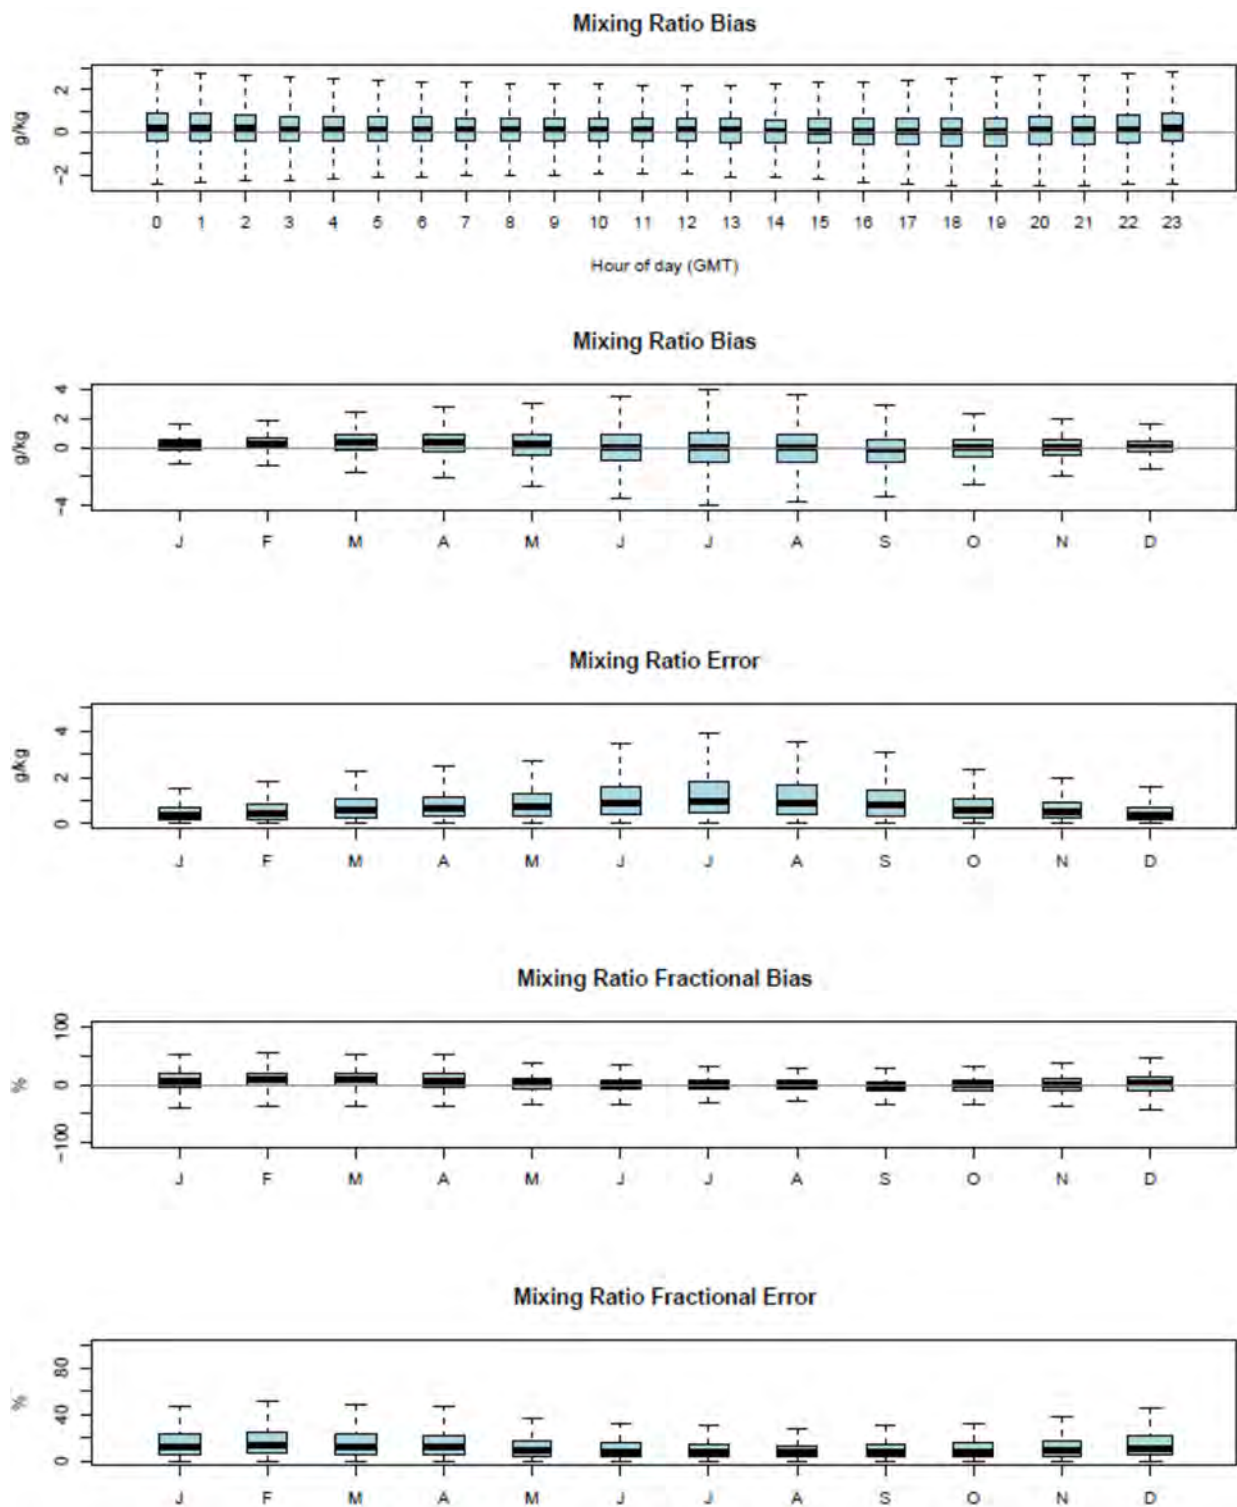 Mixing Ratio Bias
g/kg
2
0
−2
0 1 2 3 4 5 6 7 8 9 10 11 12 13 14 15 16 17 18 19 20 21 22 23
Hour of day (GMT)
Mixing Ratio Bias
g/kg
4
2
0
−4
J F M A M J J A S O N D
Mixing Ratio Error
g/kg
4
2
0
J F M A M J J A S O N D
Mixing Ratio Fractional Bias
%
100
0
−100
J F M A M J J A S O N D
Mixing Ratio Fractional Error
%
80
40
0
J F M A M J J A S O N D